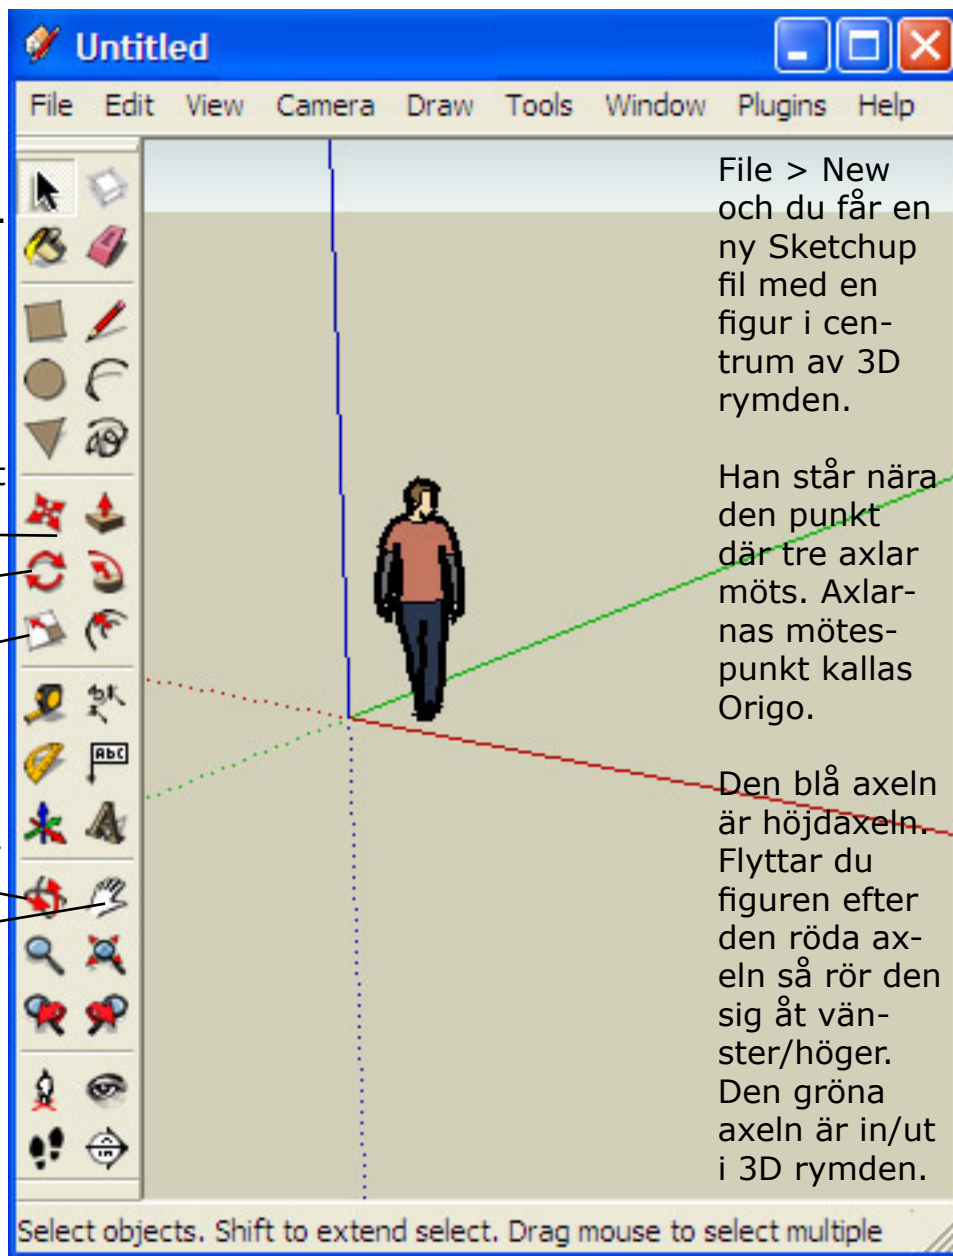 Untitled
File Edit View Camera Draw Tools Window Plugins Help
File > New
och du får en
ny Sketchup
fil med en
figur i cen-
trum av 3D
rymden.
Han står nära
den punkt
där tre axlar
möts. Axlar-
nas mötes-
punkt kallas
Origo.
Den blå axeln
är höjdaxeln.
Flyttar du
figuren efter
den röda ax-
eln så rör den
sig åt vän-
ster/höger.
Den gröna
axeln är in/ut
i 3D rymden.
ABC
Select objects. Shift to extend select. Drag mouse to select multiple